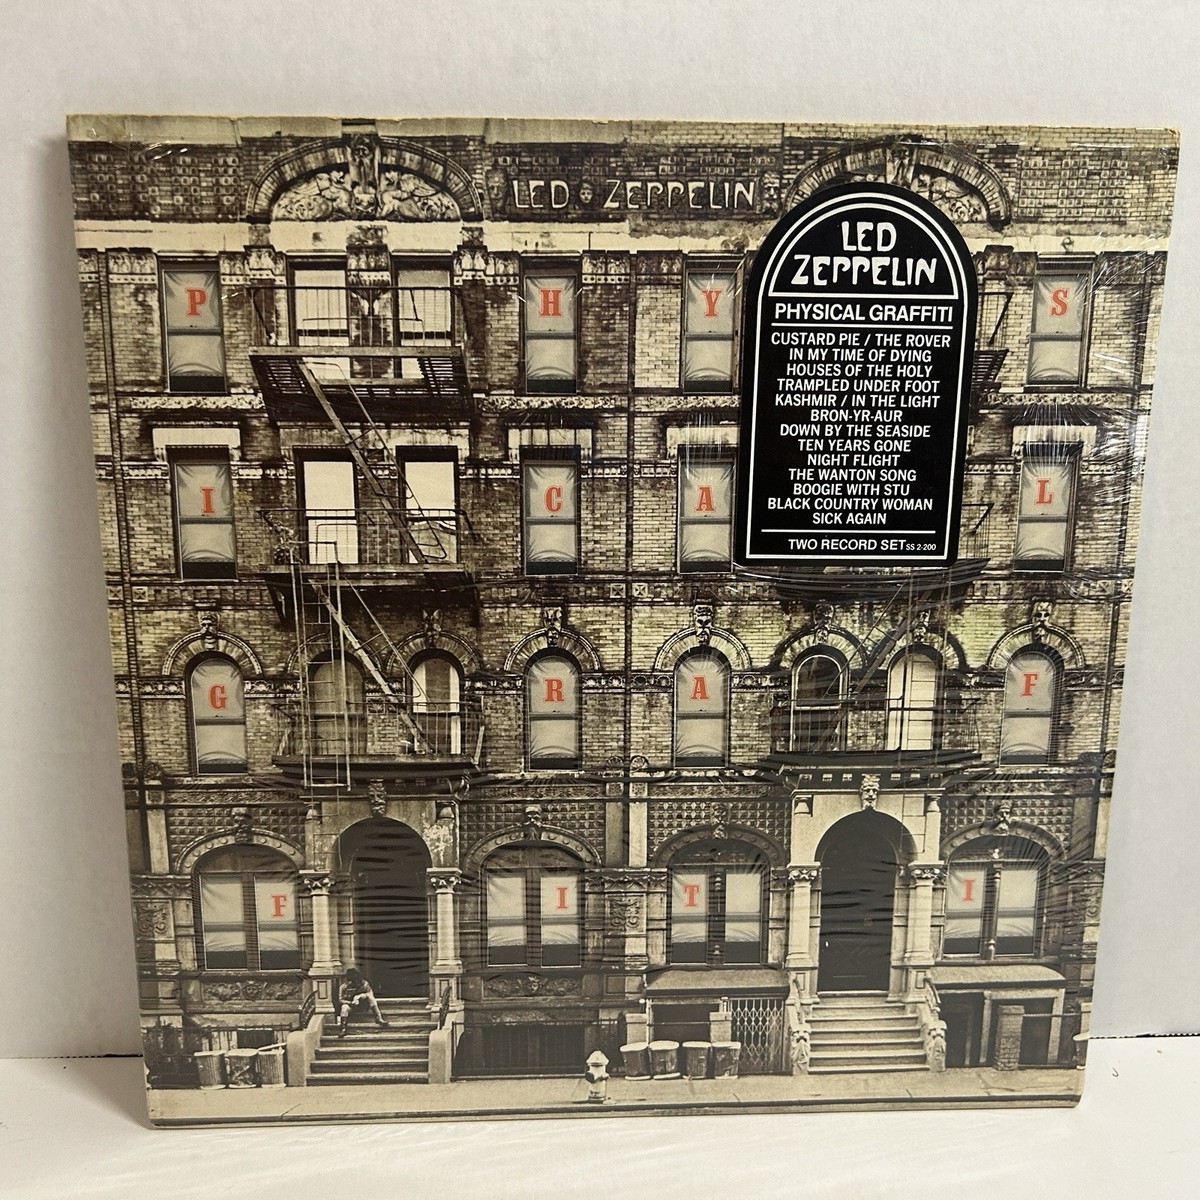 LED ZEPPELIN
P H Y S
I C A L
G R A F
F I T I
LED
ZEPPELIN
PHYSICAL GRAFFITI
CUSTARD PIE / THE ROVER
IN MY TIME OF DYING
HOUSES OF THE HOLY
TRAMPLED UNDER FOOT
KASHMIR / IN THE LIGHT
BRON-YR-AUR
DOWN BY THE SEASIDE
TEN YEARS GONE
NIGHT FLIGHT
THE WANTON SONG
BOOGIE WITH STU
BLACK COUNTRY WOMAN
SICK AGAIN
TWO RECORD SET SS 2-200